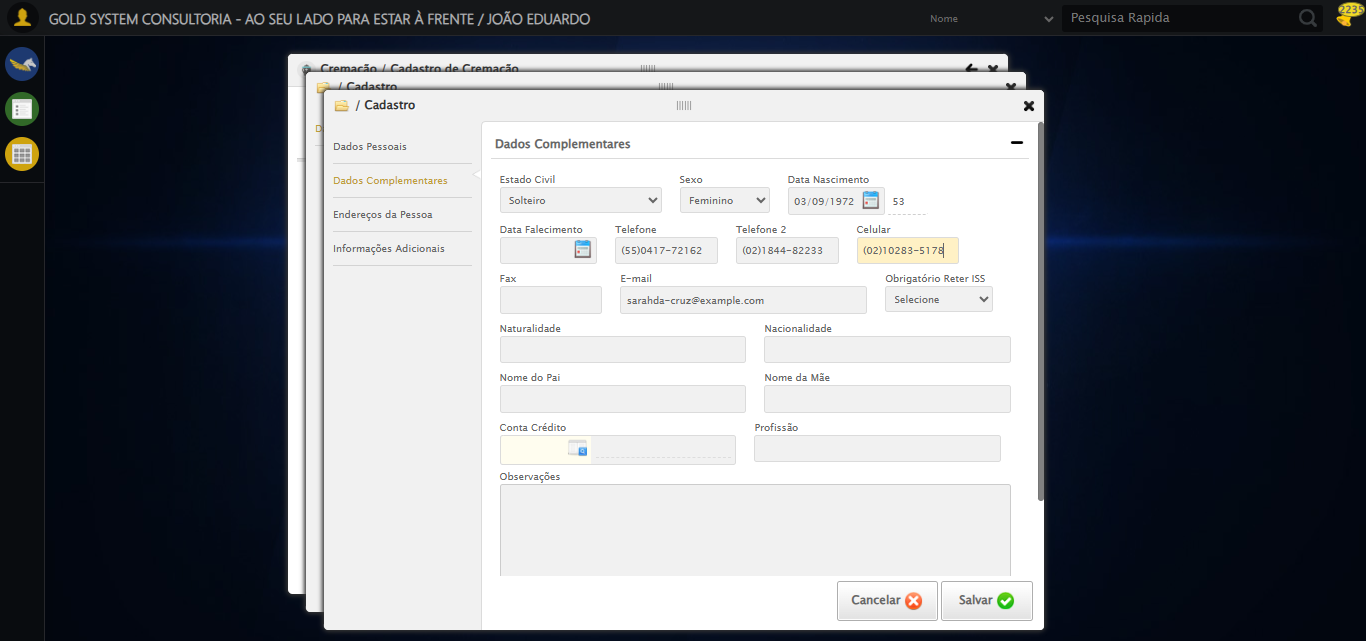 GOLD SYSTEM CONSULTORIA - AO SEU LADO PARA ESTAR À FRENTE / JOÃO EDUARDO
Nome
Pesquisa Rapida
2235
Cremação / Cadastro de Cremação
/ Cadastro
D
/ Cadastro
Dados Pessoais
Dados Complementares
Endereços da Pessoa
Informações Adicionais
Dados Complementares
Estado Civil Sexo Data Nascimento
Solteiro Feminino 03/09/1972 53
Data Falecimento Telefone Telefone 2 Celular
(55)0417-72162 (02)1844-82233 (02)10283-5178
Fax E-mail Obrigatório Reter ISS
sarahda-cruz@example.com Selecione
Naturalidade Nacionalidade
Nome do Pai Nome da Mãe
Conta Crédito Profissão
Observações
Cancelar Salvar